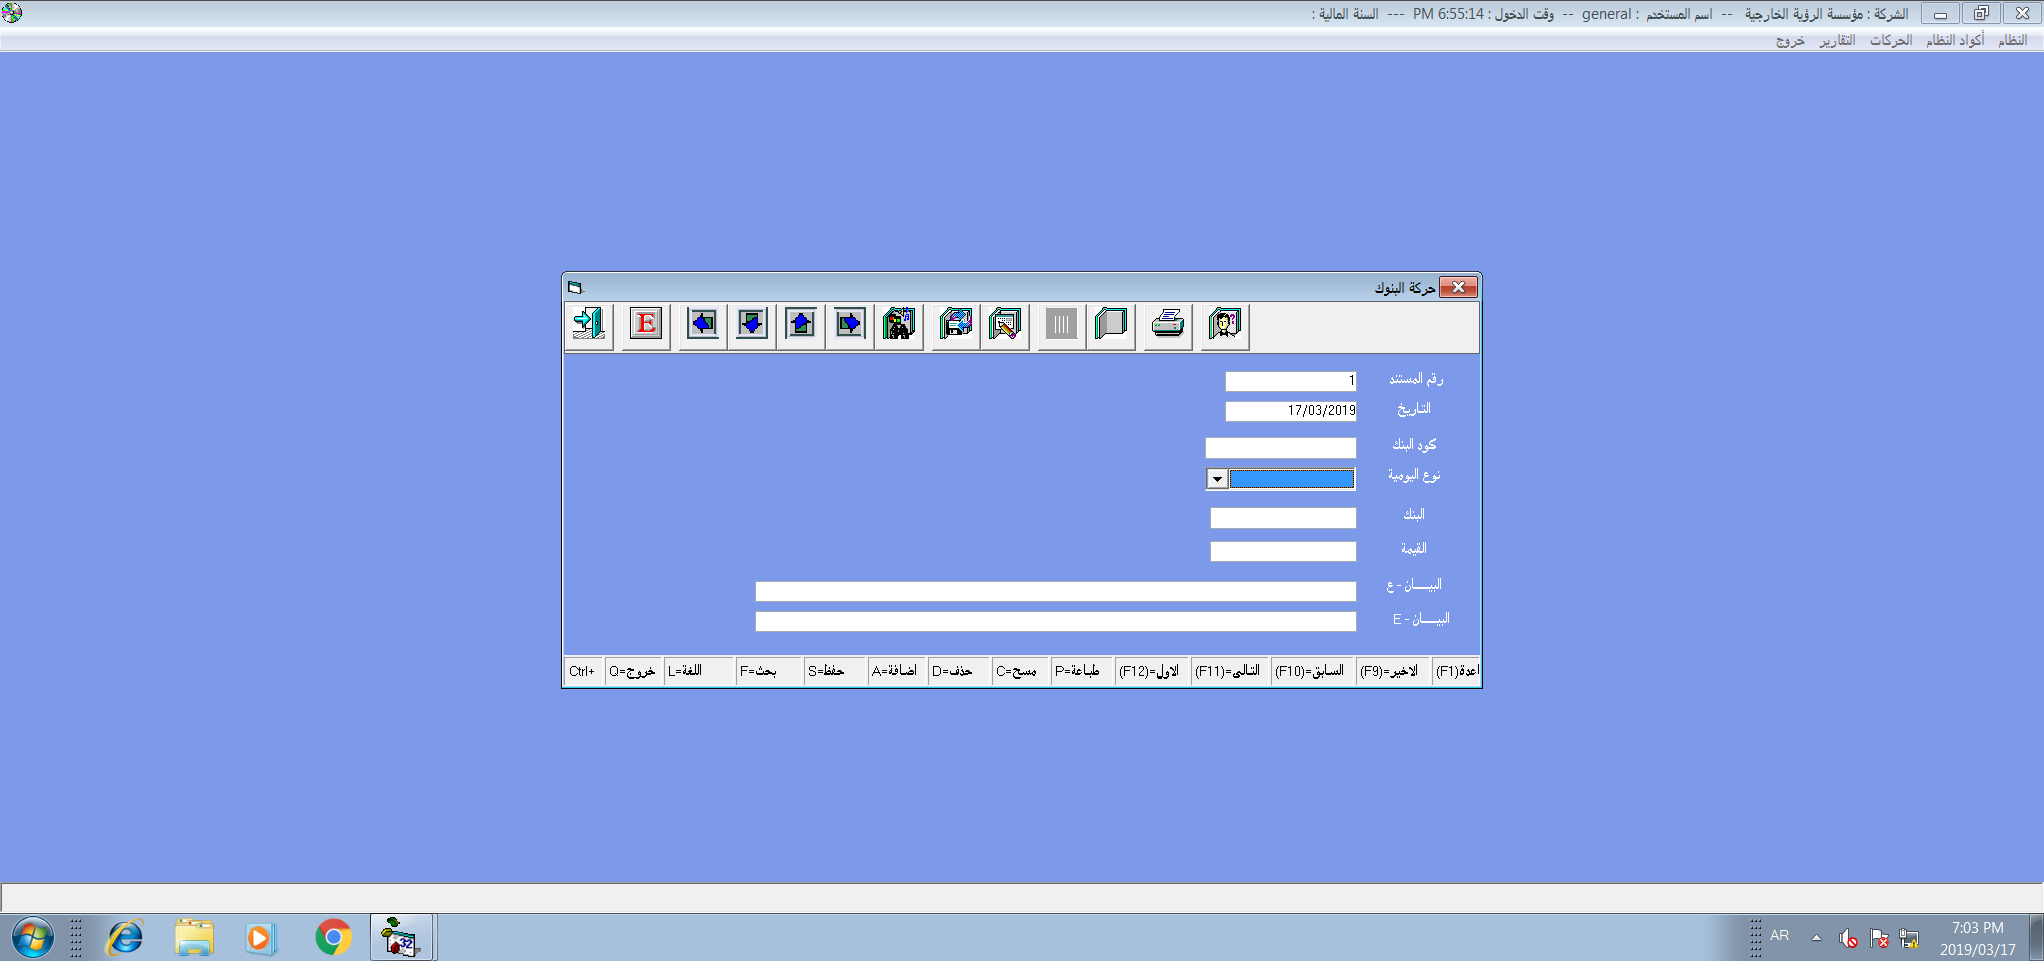 الشركة : مؤسسة الرؤية الخارجية -- اسم المستخدم : general -- وقت الدخول : 6:55:14 PM --- السنة المالية :
النظام أكواد النظام الحركات التقارير خروج
حركة البنوك
E
رقم المستند 1
التاريخ 17/03/2019
كود البنك
نوع اليومية
البنك
القيمة
البيـــان - ع
البيـــان - E
Ctrl+ Q=خروج L=اللغة F=بحث S=حفظ A=اضافة D=حذف C=مسح P=طباعة (F12)=الاول (F11)=التالى (F10)=السابق (F9)=الاخير (F1)اعدة
32
AR
7:03 PM
2019/03/17